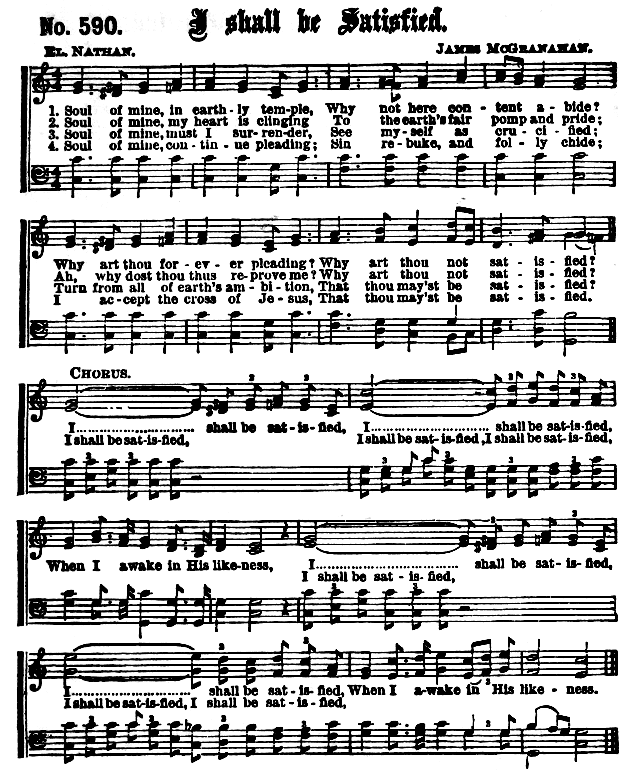 No. 590. I shall be Satisfied.
EL. NATHAN. JAMES McGRANAHAN.
1. Soul of mine, in earth-ly tem-ple, Why not here con-tent a-bide?
2. Soul of mine, my heart is clinging To the earth's fair pomp and pride;
3. Soul of mine, must I sur-ren-der, See my-self as cru-ci-fied;
4. Soul of mine, con-tin-ue pleading; Sin re-buke, and fol-ly chide;
Why art thou for-ev-er pleading? Why art thou not sat-is-fied?
Ah, why dost thou thus re-prove me? Why art thou not sat-is-fied?
Turn from all of earth's am-bi-tion, That thou may'st be sat-is-fied?
I ac-cept the cross of Je-sus, That thou may'st be sat-is-fied.
CHORUS.
I................................ shall be sat-is-fied, I................................ shall be sat-is-fied,
I shall be sat-is-fied, I shall be sat-is-fied, I shall be sat-is-fied,
When I awake in His like-ness, I................................ shall be sat-is-fied,
I shall be sat-is-fied,
I................................ shall be sat-is-fied, When I a-wake in His like-ness.
I shall be sat-is-fied, I shall be sat-is-fied,